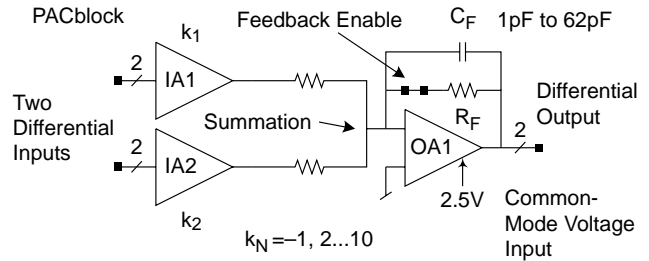 PACblock
k1
Feedback Enable
CF
1pF to 62pF
2
IA1
Two
Differential
Inputs
Summation
RF
Differential
Output
2
2
IA2
OA1
2.5V
k2
Common-
Mode Voltage
Input
kN =–1, 2...10